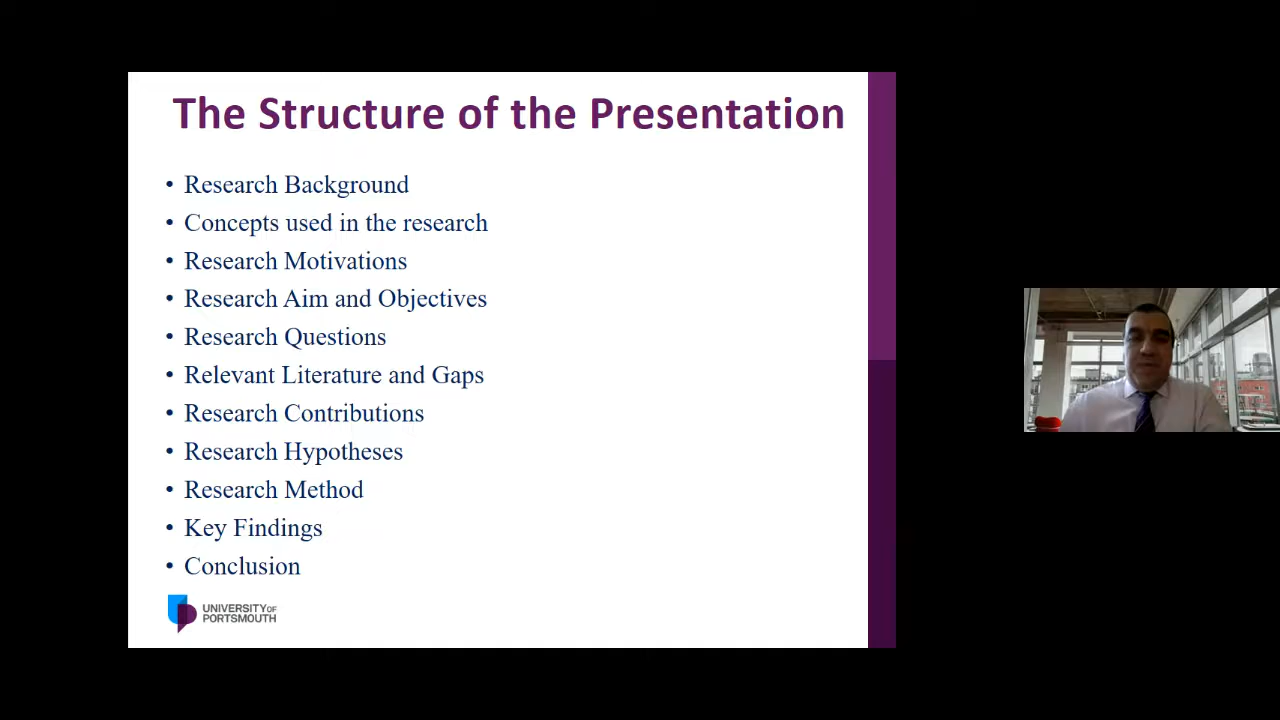 The Structure of the Presentation
• Research Background
• Concepts used in the research
• Research Motivations
• Research Aim and Objectives
• Research Questions
• Relevant Literature and Gaps
• Research Contributions
• Research Hypotheses
• Research Method
• Key Findings
• Conclusion
UNIVERSITY OF
PORTSMOUTH